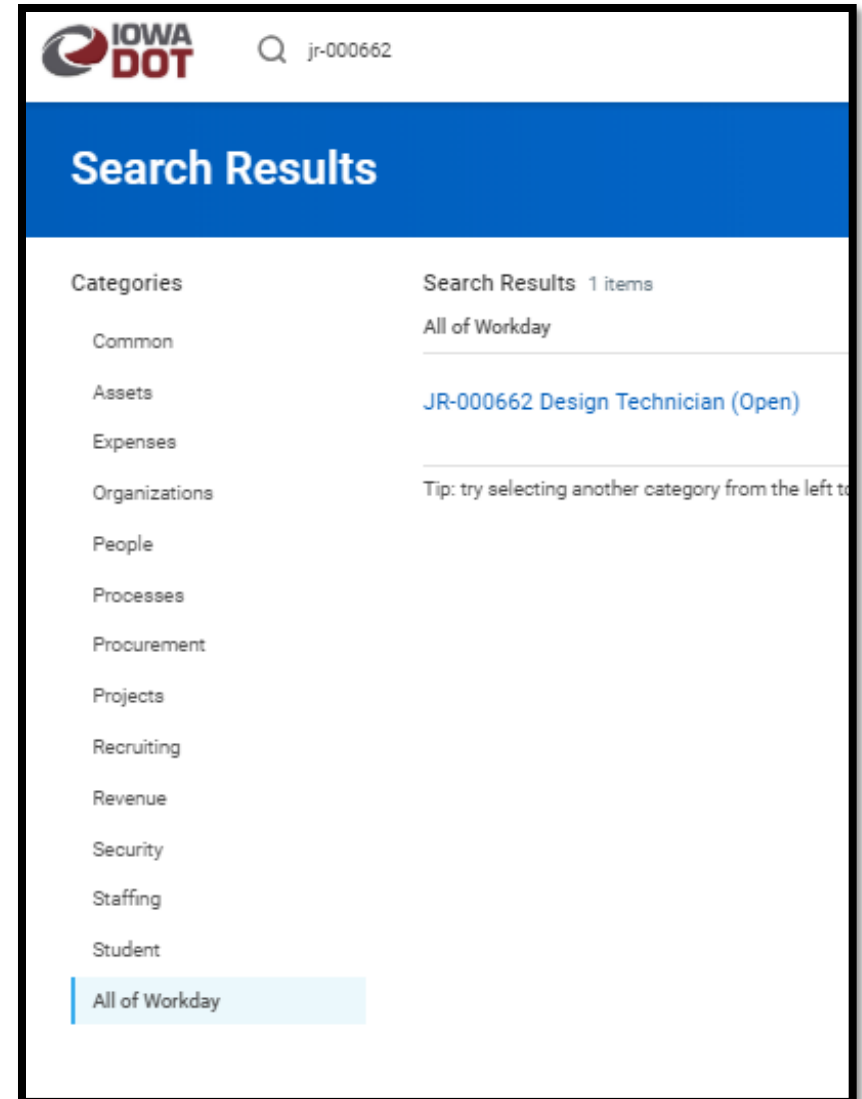 IOWA
DOT
jr-000662
Search Results
Categories
Common
Assets
Expenses
Organizations
People
Processes
Procurement
Projects
Recruiting
Revenue
Security
Staffing
Student
All of Workday
Search Results 1 items
All of Workday
JR-000662 Design Technician (Open)
Tip: try selecting another category from the left to